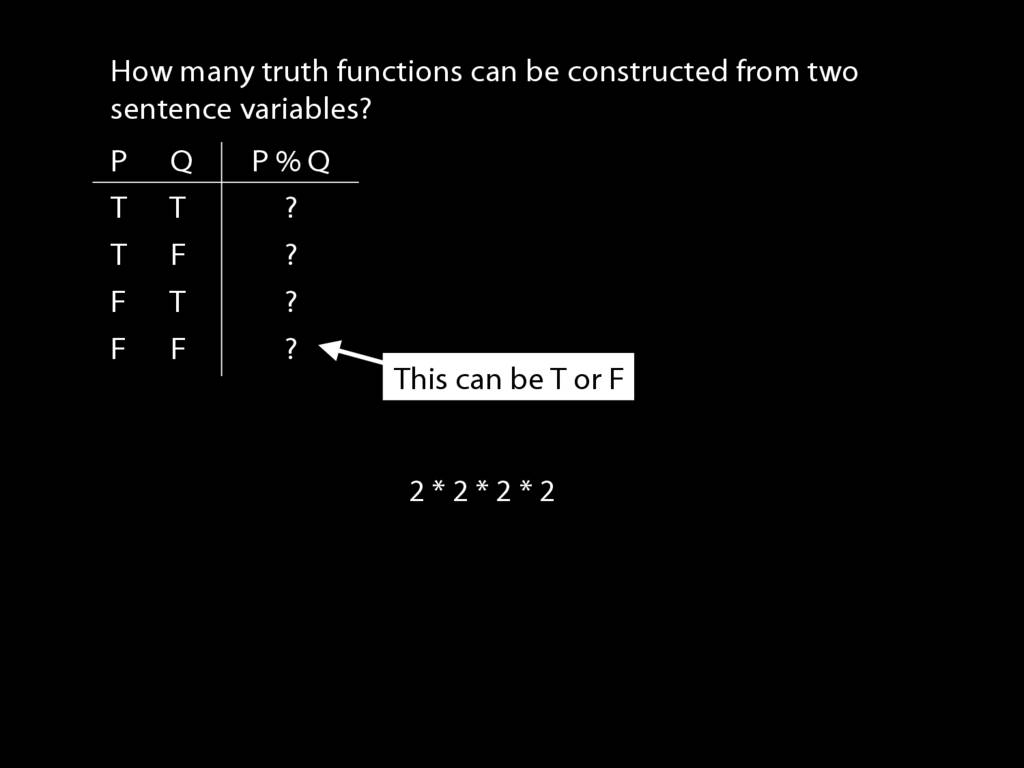 How many truth functions can be constructed from two
sentence variables?
P Q P % Q
T T ?
T F ?
F T ?
F F ?
This can be T or F
2 * 2 * 2 * 2